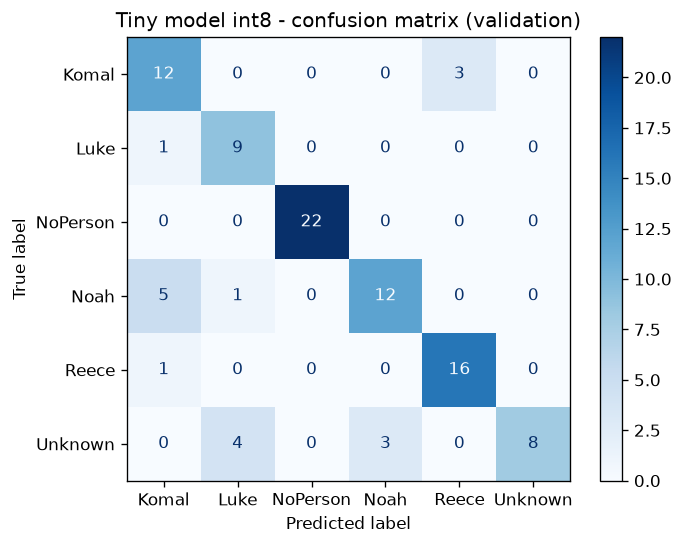 Tiny model int8 - confusion matrix (validation)
Komal 12 0 0 0 3 0
Luke 1 9 0 0 0 0
NoPerson 0 0 22 0 0 0
Noah 5 1 0 12 0 0
Reece 1 0 0 0 16 0
Unknown 0 4 0 3 0 8
Komal Luke NoPerson Noah Reece Unknown
Predicted label
True label
20.0
17.5
15.0
12.5
10.0
7.5
5.0
2.5
0.0